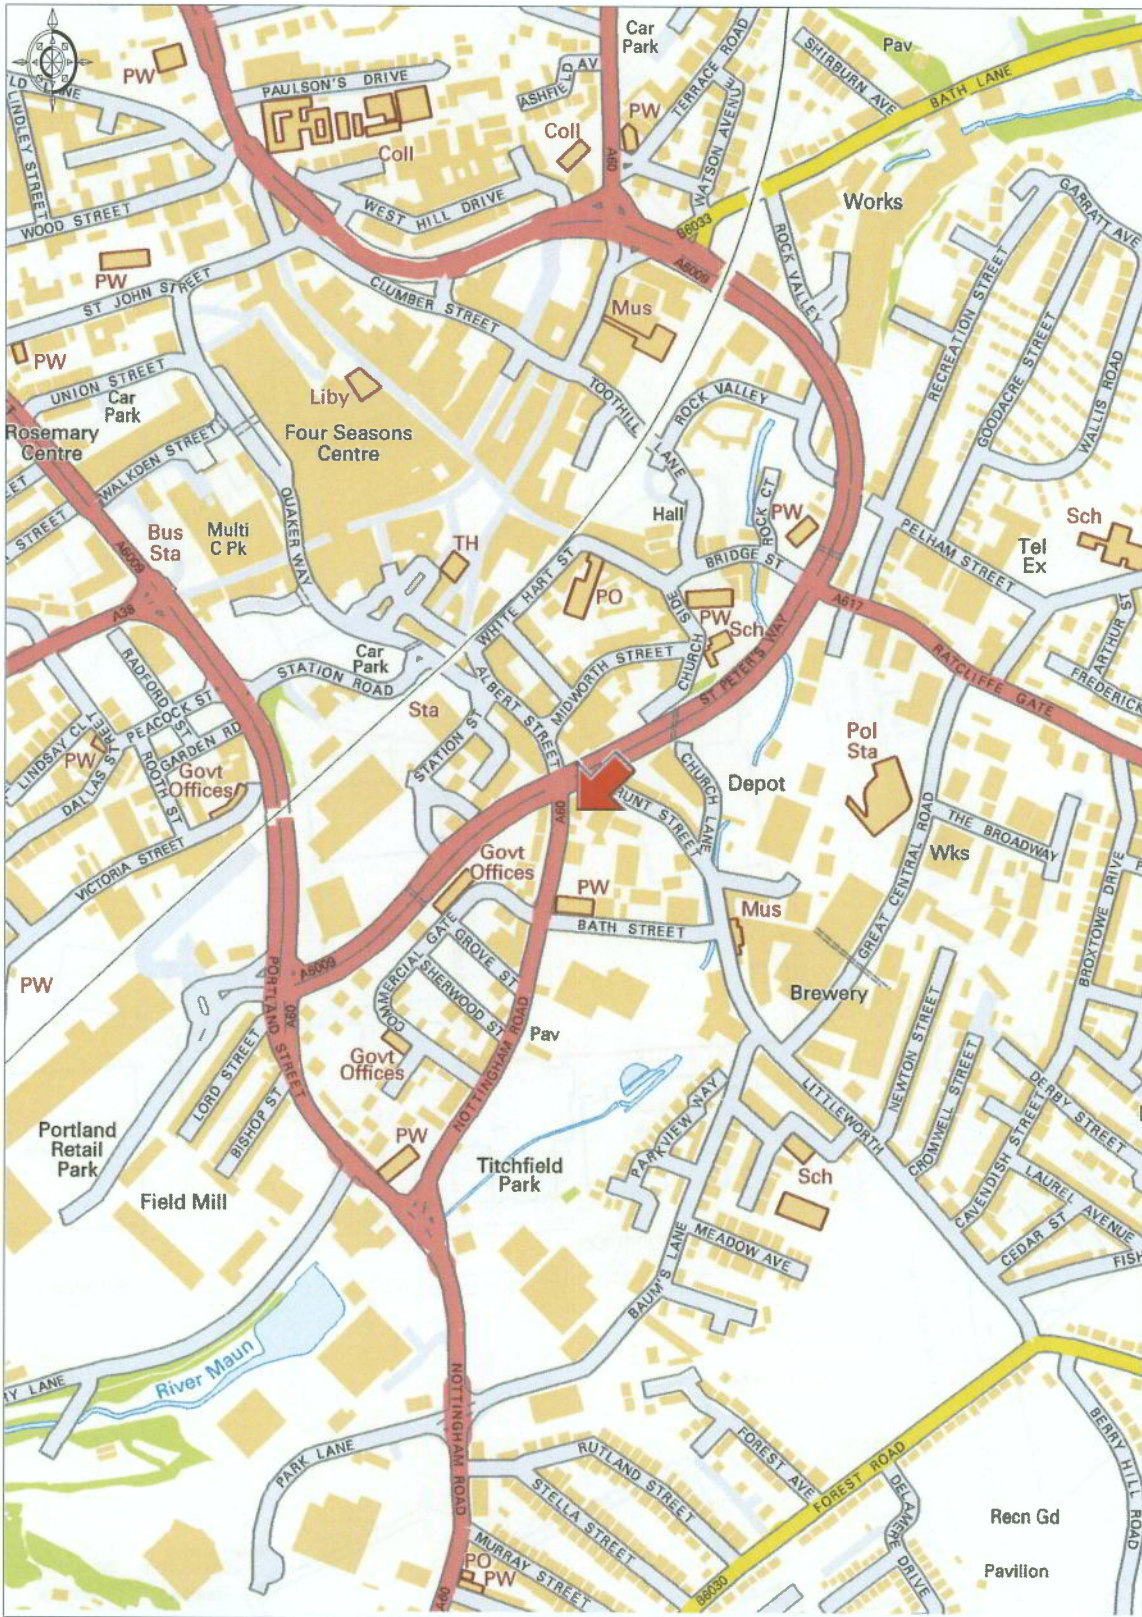 Car
Park
PW
PAULSON'S DRIVE
ASHFIELD AV
TERRACE ROAD
SHIRBURN AVE
Pav
BATH LANE
LINDLEY STREET
PW
Coll
Coll
A60
WATSON AVENUE
WOOD STREET
WEST HILL DRIVE
Works
GARRATT AVE
B6033
ROCK VALLEY
PW
ST JOHN STREET
A6009
CLUMBER STREET
Mus
RECREATION STREET
GOODACRE STREET
WALLIS ROAD
PW
UNION STREET
Car
Park
Liby
TOOTHILL
LANE
ROCK VALLEY
Rosemary
Centre
Four Seasons
Centre
WALKDEN STREET
QUAKER WAY
Bus
Sta
Multi
C Pk
A6009
Hall
ROCK CT
PW
PELHAM STREET
Tel
Ex
Sch
TH
WHITE HART ST
BRIDGE ST
PO
A38
CHURCH SIDE
PW
Sch
A617
ARTHUR ST
RADFORD ST
Car
Park
STATION ROAD
ALBERT STREET
MIDWORTH STREET
ST PETER'S WAY
RATCLIFFE GATE
FREDERICK
PEACOCK ST
GARDEN RD
LINDSAY CL
PW
DALLAS STREET
ROOTH ST
Govt
Offices
Sta
STATION ST
Pol
Sta
Depot
CHURCH LANE
RUNT STREET
A60
THE BROADWAY
Wks
VICTORIA STREET
Govt
Offices
PW
BATH STREET
Mus
GREAT CENTRAL ROAD
BROXTOWE DRIVE
PW
A6009
PORTLAND STREET
A60
COMMERCIAL GATE
GROVE ST
SHERWOOD ST
Brewery
Pav
NOTTINGHAM ROAD
NEWTON STREET
LORD STREET
BISHOP ST
Govt
Offices
CROMWELL STREET
LITTLEWORTH
DERBY STREET
PARKVIEW WAY
CAVENDISH STREET
Portland
Retail
Park
PW
Titchfield
Park
Sch
LAUREL AVENUE
Field Mill
CEDAR ST
FISH
MEADOW AVE
BAUM'S LANE
River Maun
Y LANE
NOTTINGHAM ROAD
PARK LANE
RUTLAND STREET
FOREST AVE
FOREST ROAD
BERRY HILL ROAD
STELLA STREET
DELAMERE DRIVE
Recn Gd
MURRAY STREET
PO
PW
Pavilion
A60
B6030